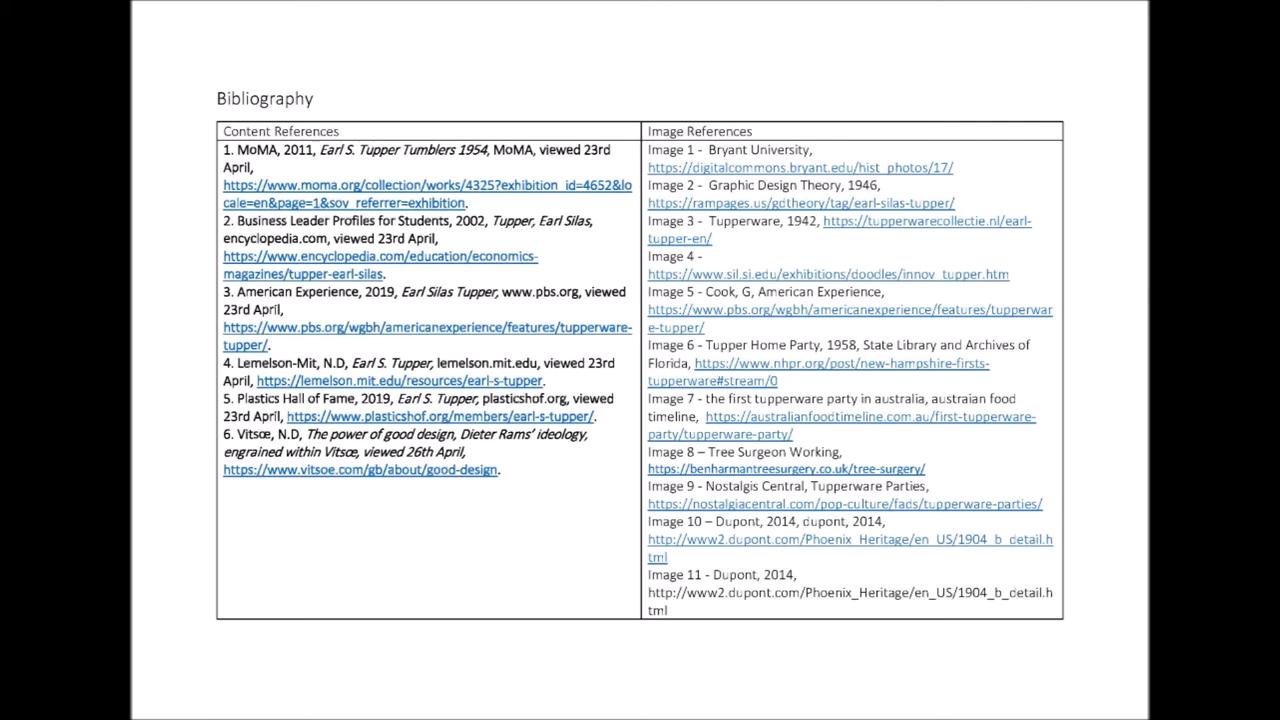 Bibliography
Content References
1. MoMA, 2011, Earl S. Tupper Tumblers 1954, MoMA, viewed 23rd
April,
https://www.moma.org/collection/works/4325?exhibition_id=4652&lo
cale=en&page=1&sov_referrer=exhibition.
2. Business Leader Profiles for Students, 2002, Tupper, Earl Silas,
encyclopedia.com, viewed 23rd April,
https://www.encyclopedia.com/education/economics-
magazines/tupper-earl-silas.
3. American Experience, 2019, Earl Silas Tupper, www.pbs.org, viewed
23rd April,
https://www.pbs.org/wgbh/americanexperience/features/tupperware-
tupper/.
4. Lemelson-Mit, N.D, Earl S. Tupper, lemelson.mit.edu, viewed 23rd
April, https://lemelson.mit.edu/resources/earl-s-tupper.
5. Plastics Hall of Fame, 2019, Earl S. Tupper, plasticshof.org, viewed
23rd April, https://www.plasticshof.org/members/earl-s-tupper/.
6. Vitsœ, N.D, The power of good design, Dieter Rams' ideology,
engrained within Vitsœ, viewed 26th April,
https://www.vitsoe.com/gb/about/good-design.
Image References
Image 1 - Bryant University,
https://digitalcommons.bryant.edu/hist_photos/17/
Image 2 - Graphic Design Theory, 1946,
https://rampages.us/gdtheory/tag/earl-silas-tupper/
Image 3 - Tupperware, 1942, https://tupperwarecollectie.nl/earl-
tupper-en/
Image 4 -
https://www.sil.si.edu/exhibitions/doodles/innov_tupper.htm
Image 5 - Cook, G, American Experience,
https://www.pbs.org/wgbh/americanexperience/features/tupperwar
e-tupper/
Image 6 - Tupper Home Party, 1958, State Library and Archives of
Florida, https://www.nhpr.org/post/new-hampshire-firsts-
tupperware#stream/0
Image 7 - the first tupperware party in australia, austraian food
timeline, https://australianfoodtimeline.com.au/first-tupperware-
party/tupperware-party/
Image 8 – Tree Surgeon Working,
https://benharmantreesurgery.co.uk/tree-surgery/
Image 9 - Nostalgis Central, Tupperware Parties,
https://nostalgiacentral.com/pop-culture/fads/tupperware-parties/
Image 10 – Dupont, 2014, dupont, 2014,
http://www2.dupont.com/Phoenix_Heritage/en_US/1904_b_detail.h
tml
Image 11 - Dupont, 2014,
http://www2.dupont.com/Phoenix_Heritage/en_US/1904_b_detail.h
tml